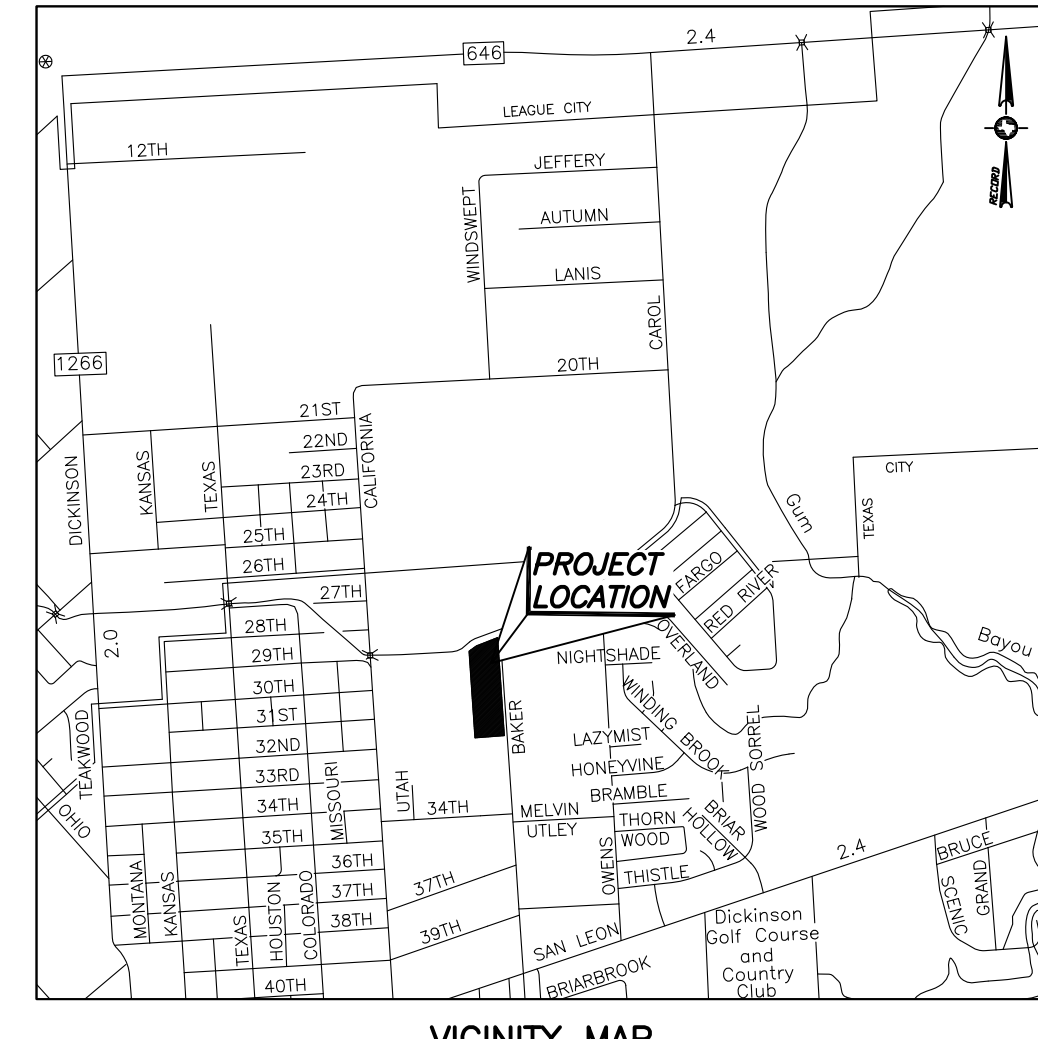 646
2.4
LEAGUE CITY
RECORD
12TH
JEFFERY
WINDSWEPT
AUTUMN
LANIS
CAROL
1266
20TH
21ST
CALIFORNIA
22ND
DICKINSON
KANSAS
TEXAS
23RD
CITY
24TH
Gum
TEXAS
25TH
26TH
PROJECT
LOCATION
FARGO
RED RIVER
27TH
2.0
28TH
OVERLAND
Bayou
29TH
NIGHTSHADE
30TH
WINDING BROOK
31ST
BAKER
TEAKWOOD
32ND
LAZYMIST
WOOD SORREL
33RD
HONEYVINE
MISSOURI
UTAH
34TH
34TH
BRAMBLE
MELVIN
UTLEY
THORN
WOOD
BRIAR
HOLLOW
OHIO
35TH
OWENS
36TH
2.4
BRUCE
MONTANA
KANSAS
37TH
37TH
THISTLE
SCENIC
GRAND
TEXAS
HOUSTON
COLORADO
38TH
39TH
SAN LEON
Dickinson
Golf Course
and
Country
Club
40TH
BRIARBROOK
VICINITY MAP